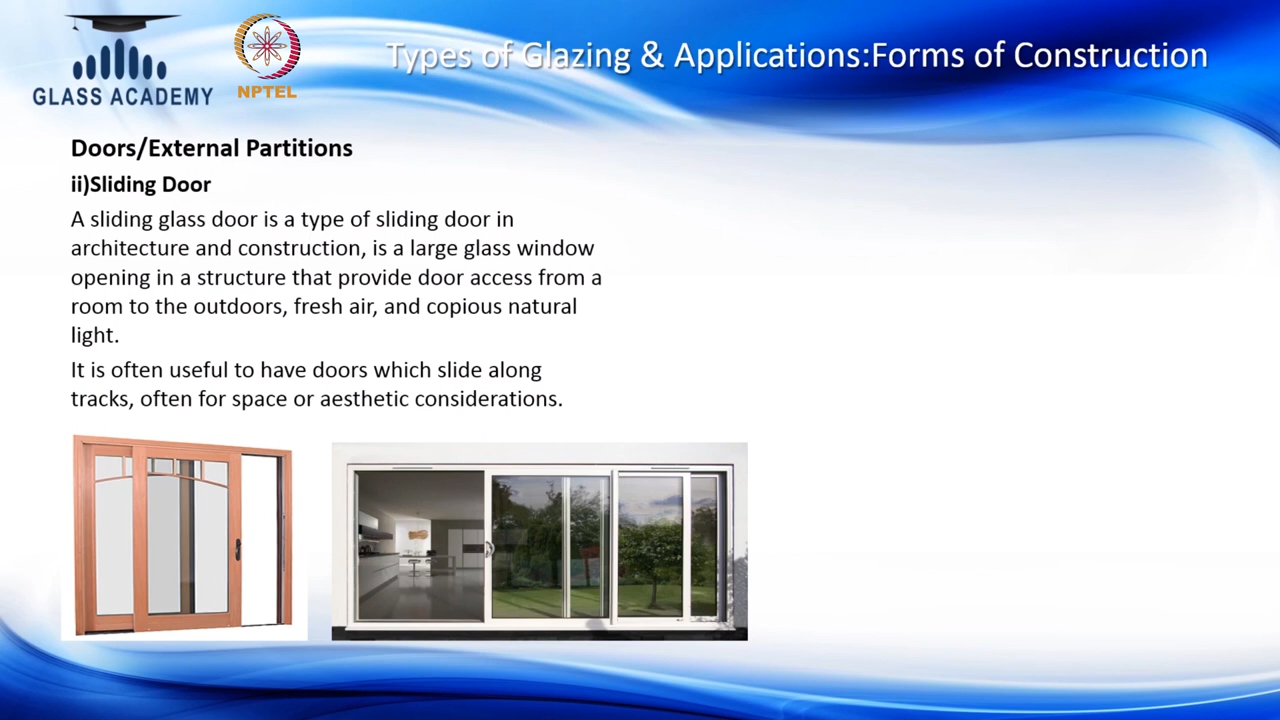 GLASS ACADEMY
NPTEL
Types of Glazing & Applications:Forms of Construction
Doors/External Partitions
ii)Sliding Door
A sliding glass door is a type of sliding door in
architecture and construction, is a large glass window
opening in a structure that provide door access from a
room to the outdoors, fresh air, and copious natural
light.
It is often useful to have doors which slide along
tracks, often for space or aesthetic considerations.